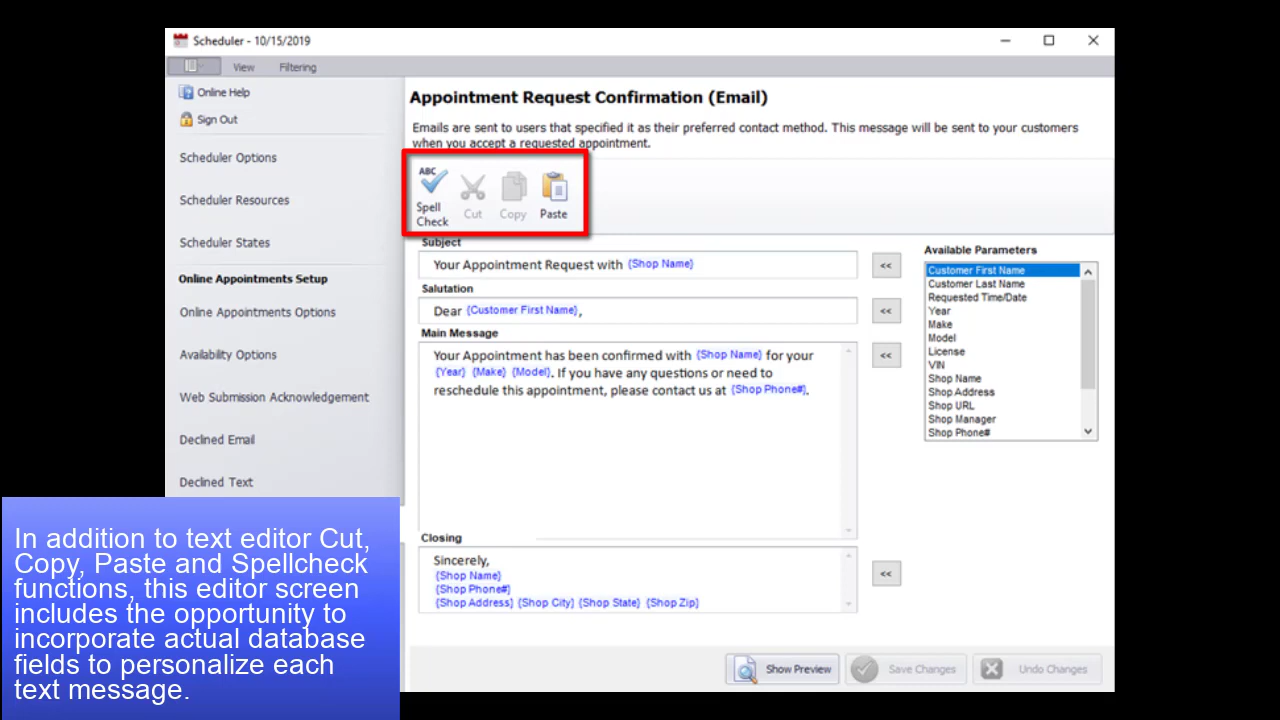 Scheduler - 10/15/2019
View
Filtering
Online Help
Sign Out
Scheduler Options
Scheduler Resources
Scheduler States
Online Appointments Setup
Online Appointments Options
Availability Options
Web Submission Acknowledgement
Declined Email
Declined Text
Appointment Request Confirmation (Email)
Emails are sent to users that specified it as their preferred contact method. This message will be sent to your customers
when you accept a requested appointment.
ABC
Spell
Check
Cut
Copy
Paste
Subject
Your Appointment Request with {Shop Name}
<<
Salutation
Dear {Customer First Name},
<<
Main Message
Your Appointment has been confirmed with {Shop Name} for your
{Year} {Make} {Model}. If you have any questions or need to
reschedule this appointment, please contact us at {Shop Phone#}.
<<
Closing
Sincerely,
{Shop Name}
{Shop Phone#}
{Shop Address} {Shop City} {Shop State} {Shop Zip}
<<
Available Parameters
Customer First Name
Customer Last Name
Requested Time/Date
Year
Make
Model
License
VIN
Shop Name
Shop Address
Shop URL
Shop Manager
Shop Phone#
Show Preview
Save Changes
Undo Changes
In addition to text editor Cut,
Copy, Paste and Spellcheck
functions, this editor screen
includes the opportunity to
incorporate actual database
fields to personalize each
text message.